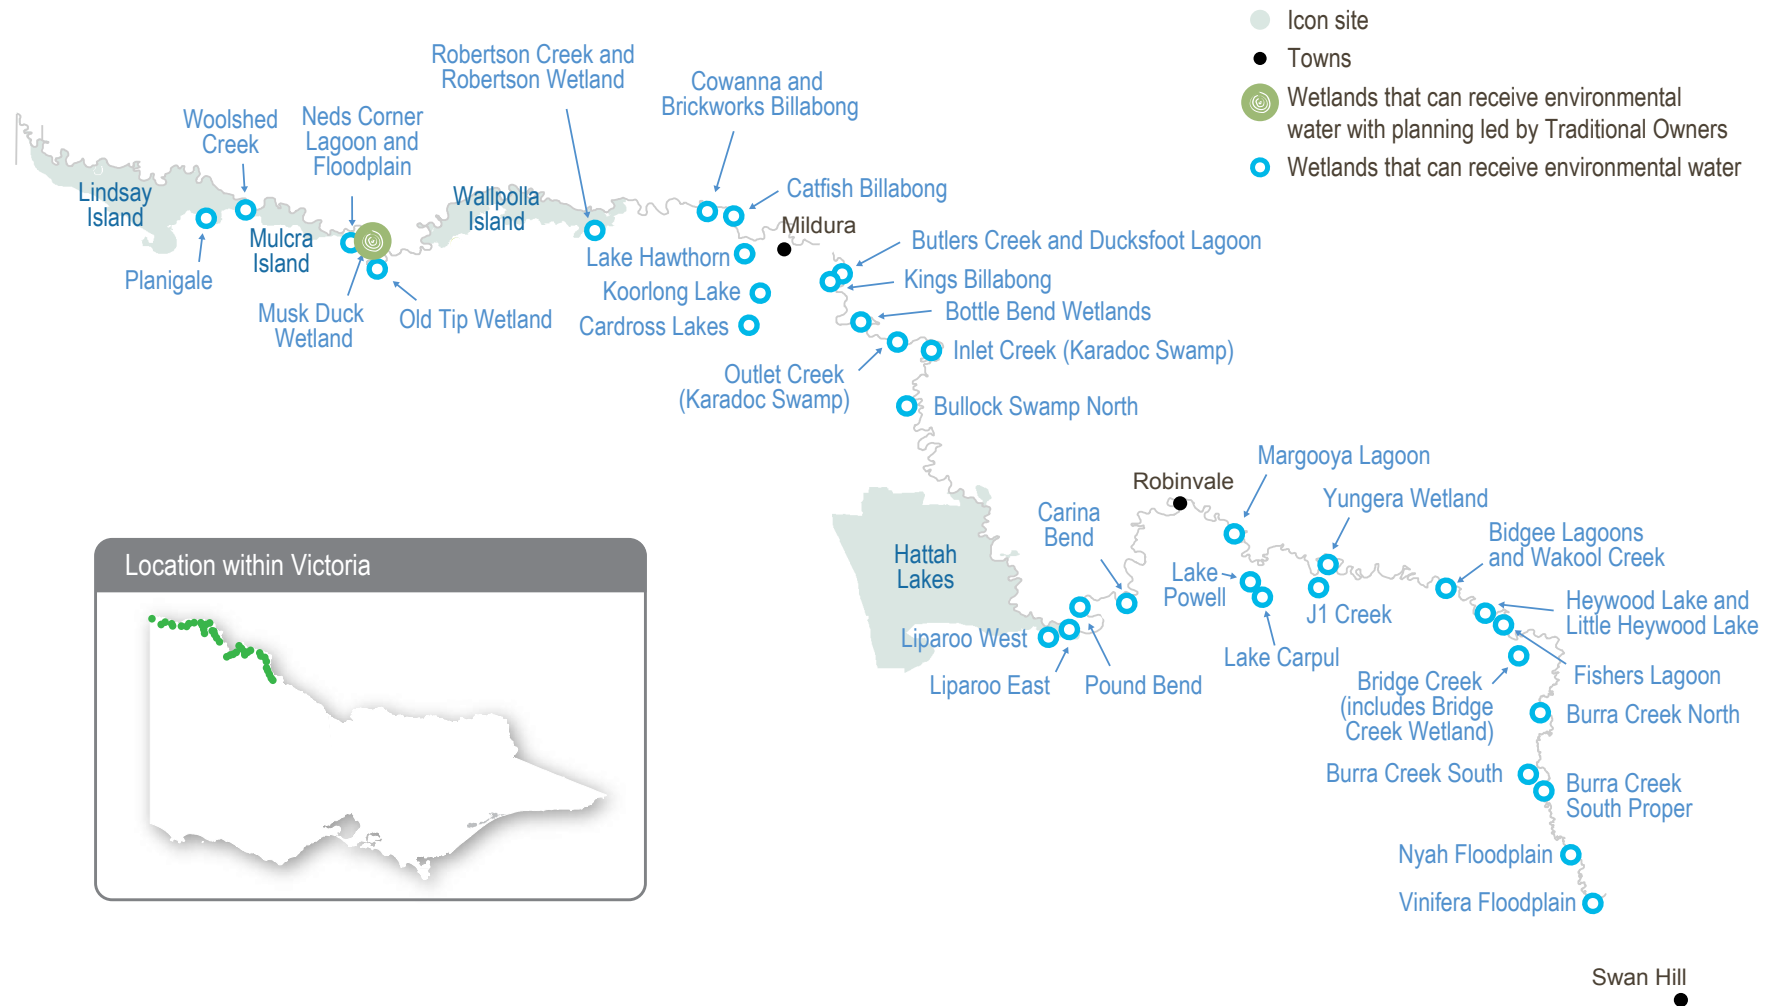 Icon site
Towns
Wetlands that can receive environmental
water with planning led by Traditional Owners
Wetlands that can receive environmental water
Robertson Creek and
Robertson Wetland
Cowanna and
Brickworks Billabong
Woolshed
Creek
Neds Corner
Lagoon and
Floodplain
Lindsay
Island
Wallpolla
Island
Catfish Billabong
Mildura
Mulcra
Island
Planigale
Lake Hawthorn
Butlers Creek and Ducksfoot Lagoon
Kings Billabong
Koorlong Lake
Musk Duck
Wetland
Old Tip Wetland
Cardross Lakes
Bottle Bend Wetlands
Inlet Creek (Karadoc Swamp)
Outlet Creek
(Karadoc Swamp)
Bullock Swamp North
Margooya Lagoon
Robinvale
Yungera Wetland
Carina
Bend
Bidgee Lagoons
and Wakool Creek
Hattah
Lakes
Lake
Powell
J1 Creek
Heywood Lake and
Little Heywood Lake
Liparoo West
Lake Carpul
Liparoo East
Pound Bend
Fishers Lagoon
Bridge Creek
(includes Bridge
Creek Wetland)
Burra Creek North
Burra Creek South
Burra Creek
South Proper
Nyah Floodplain
Vinifera Floodplain
Swan Hill
Location within Victoria